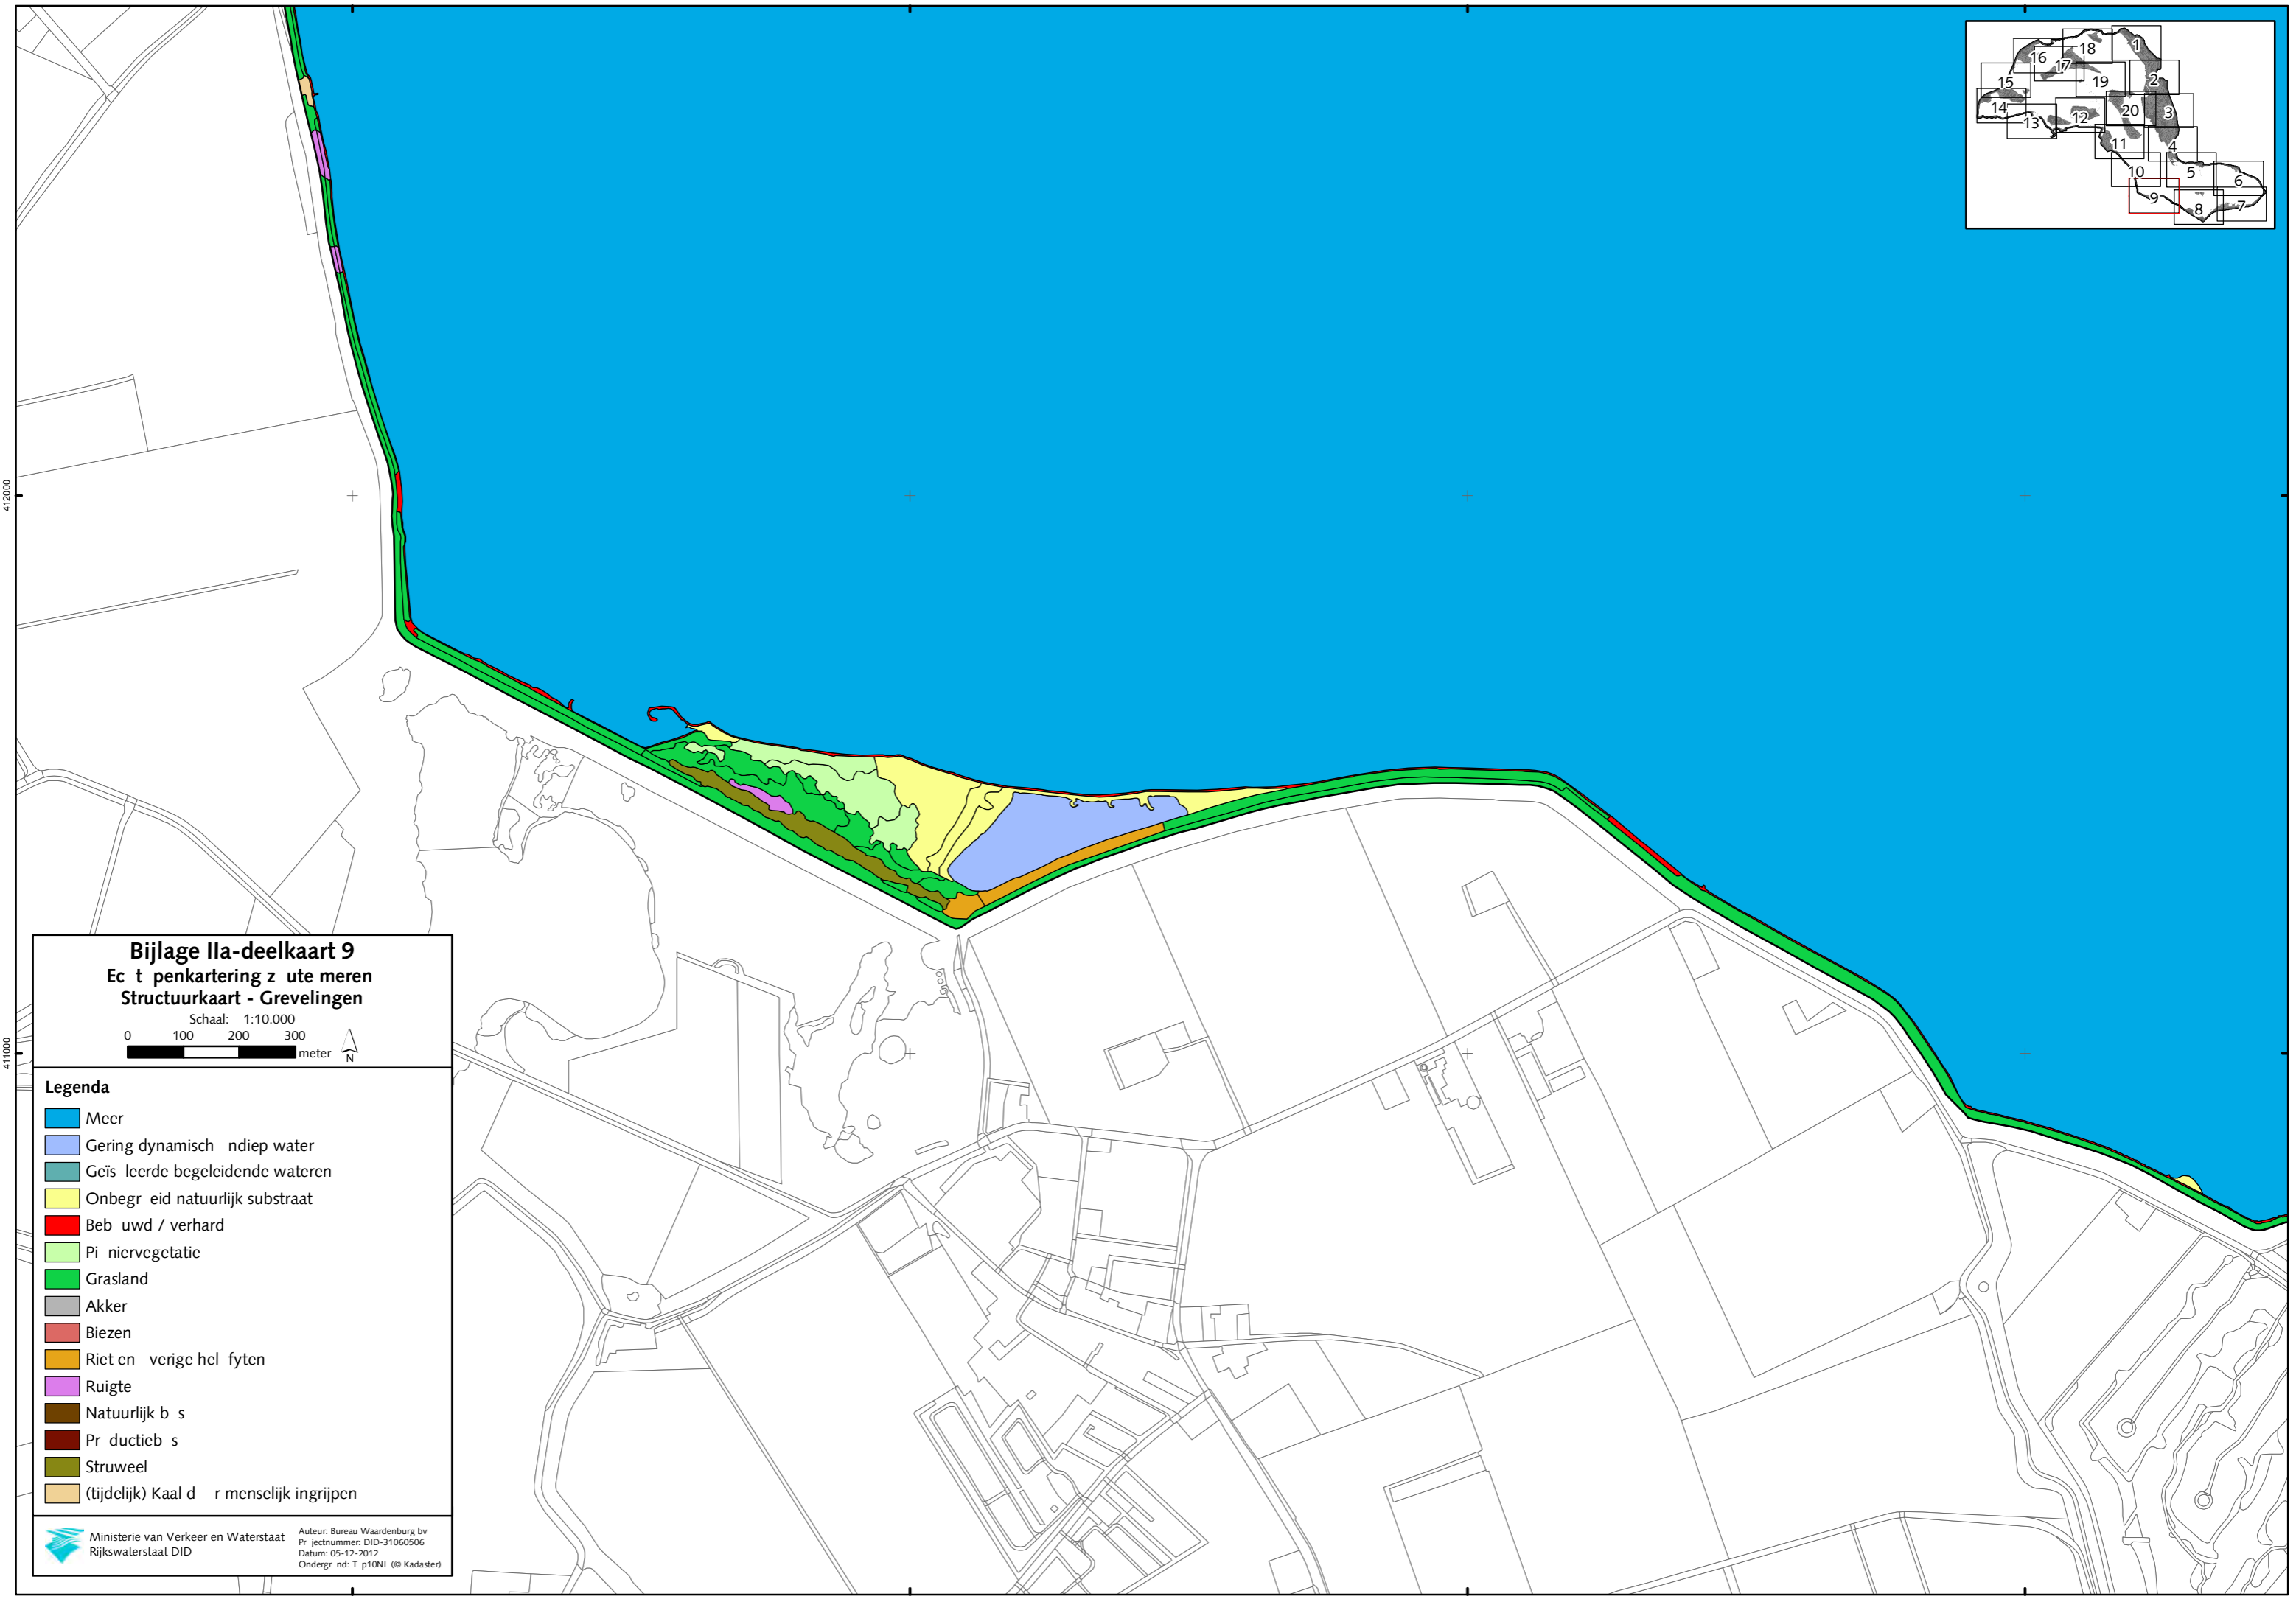 Bijlage IIa-deelkaart 9
Ec t penkartering z ute meren
Structuurkaart - Grevelingen
Schaal: 1:10.000
0 100 200 300
meter
N
Legenda
Meer
Gering dynamisch ndiep water
Geïs leerde begeleidende wateren
Onbegr eid natuurlijk substraat
Beb uwd / verhard
Pi niervegetatie
Grasland
Akker
Biezen
Riet en verige hel fyten
Ruigte
Natuurlijk b s
Pr ductieb s
Struweel
(tijdelijk) Kaal d r menselijk ingrijpen
Ministerie van Verkeer en Waterstaat
Rijkswaterstaat DID
Auteur: Bureau Waardenburg bv
Pr jectnummer: DID-31060506
Datum: 05-12-2012
Ondergr nd: T p10NL (© Kadaster)
412000
411000
1
2
3
4
5
6
7
8
9
10
11
12
13
14
15
16
17
18
19
20